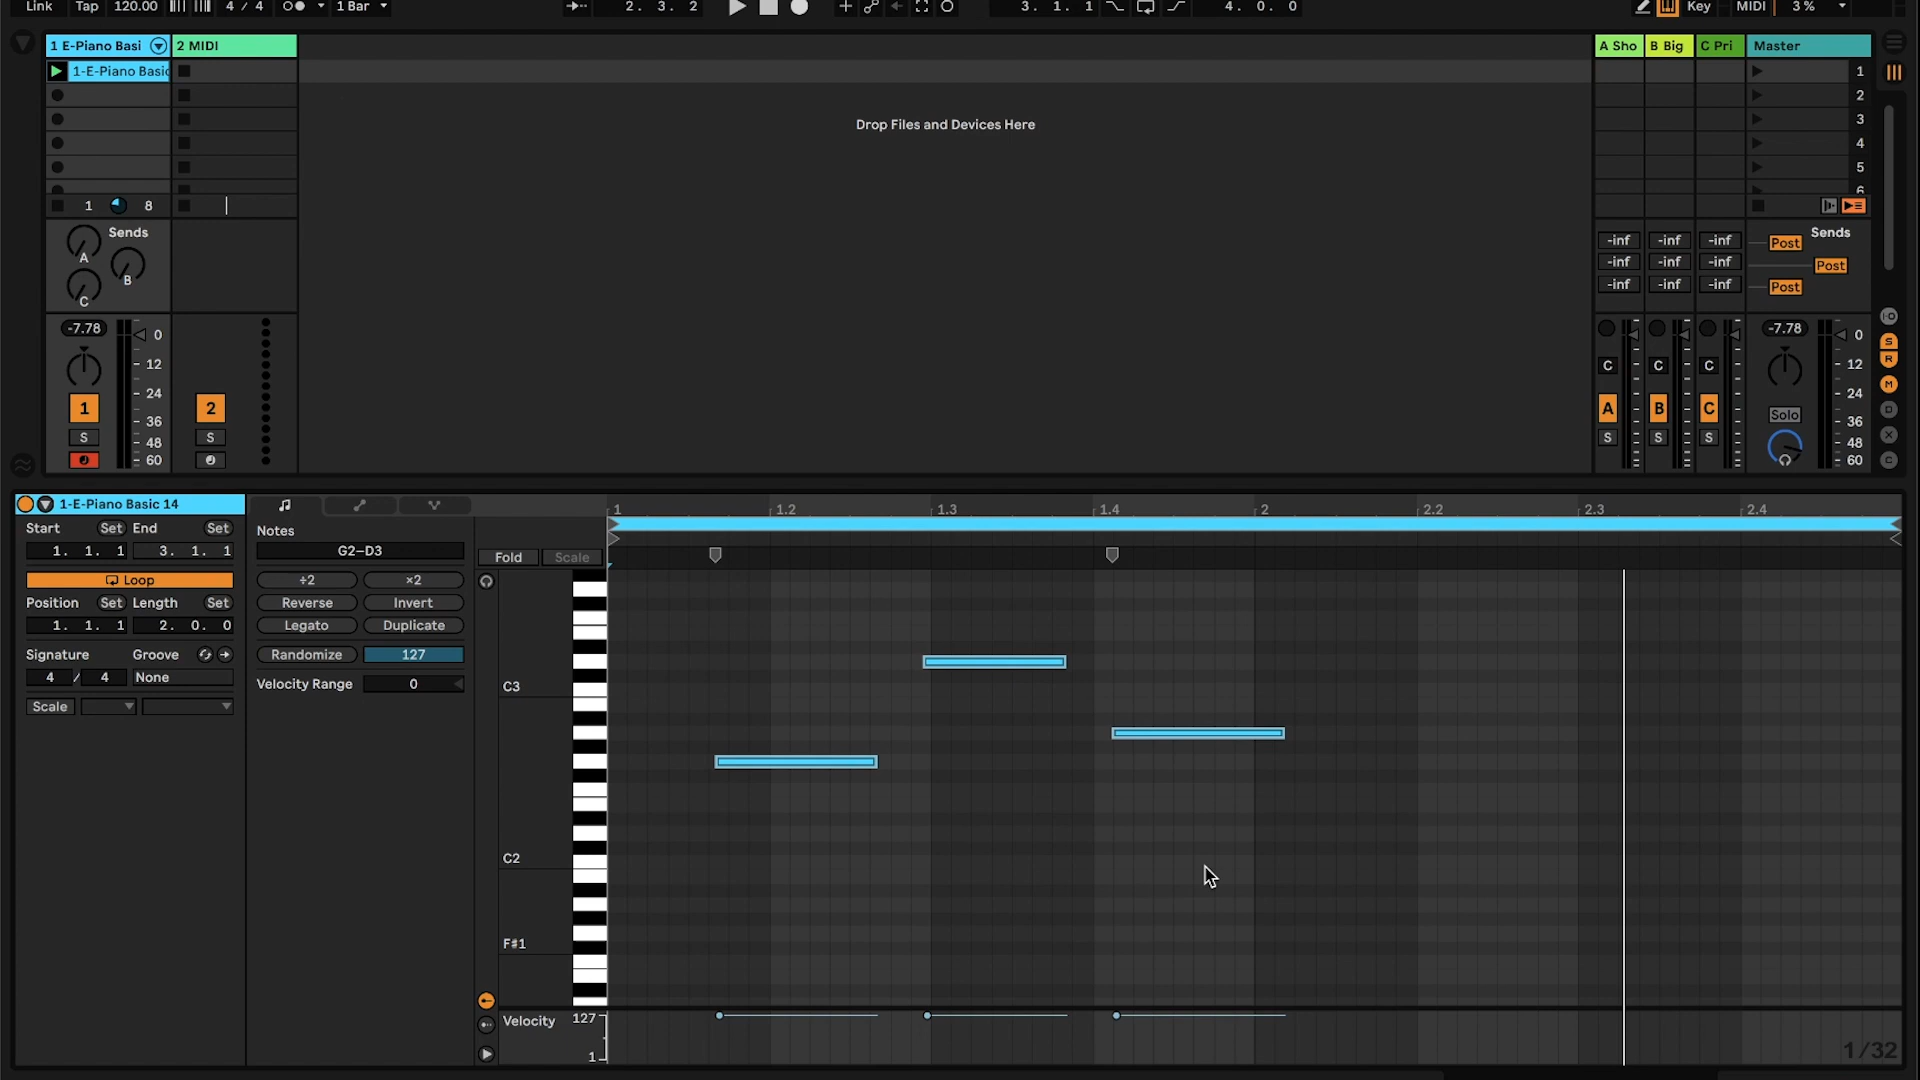 Link Tap 120.00 4 / 4 1 Bar 2. 3. 2 3. 1. 1 4. 0. 0 Key MIDI 3 %
1 E-Piano Basi 2 MIDI A Sho B Big C Pri Master
1-E-Piano Basic 1
2
Drop Files and Devices Here
3
4
5
6
1 8
Sends -inf -inf -inf Post Sends
A B -inf -inf -inf Post
C -inf -inf -inf Post
-7.78 0 -7.78 0
12 C C C 12
24 24
1 2 A B C Solo
36 36
S 48 S S S S 48
60 60
S
R
M
D
X
C
1-E-Piano Basic 14
Start Set End Set
1. 1. 1 3. 1. 1
Loop
Position Set Length Set
1. 1. 1 2. 0. 0
Signature Groove
4 / 4 None
Scale
Notes
G2–D3
÷2 ×2
Reverse Invert
Legato Duplicate
Randomize 127
Velocity Range 0
1 1.2 1.3 1.4 2 2.2 2.3 2.4
Fold Scale
C3
C2
F#1
Velocity 127
1
1/32